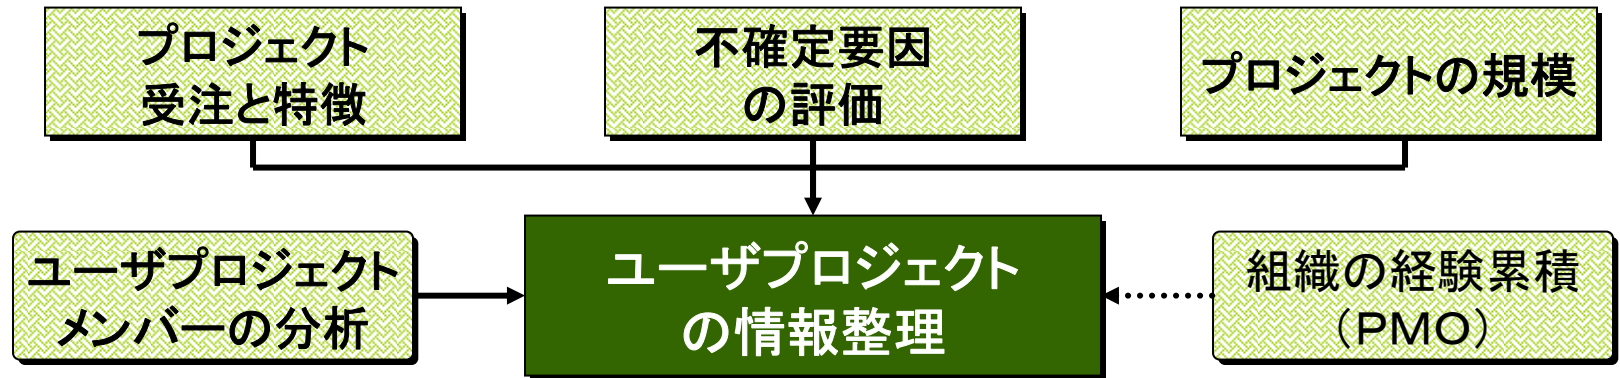 プロジェクト
受注と特徴
不確定要因
の評価
プロジェクトの規模
ユーザプロジェクト
メンバーの分析
ユーザプロジェクト
の情報整理
組織の経験累積
（ＰＭＯ）